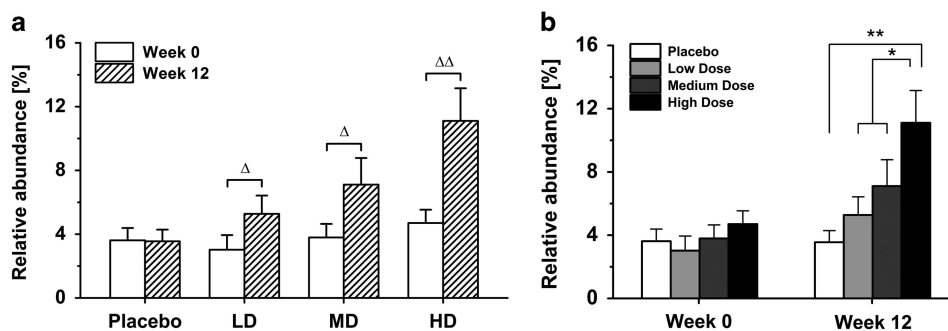 a
Relative abundance [%]
16
12
8
4
0
Week 0
Week 12
Δ
Δ
ΔΔ
Placebo LD MD HD
b
Relative abundance [%]
16
12
8
4
0
Placebo
Low Dose
Medium Dose
High Dose
**
*
Week 0 Week 12